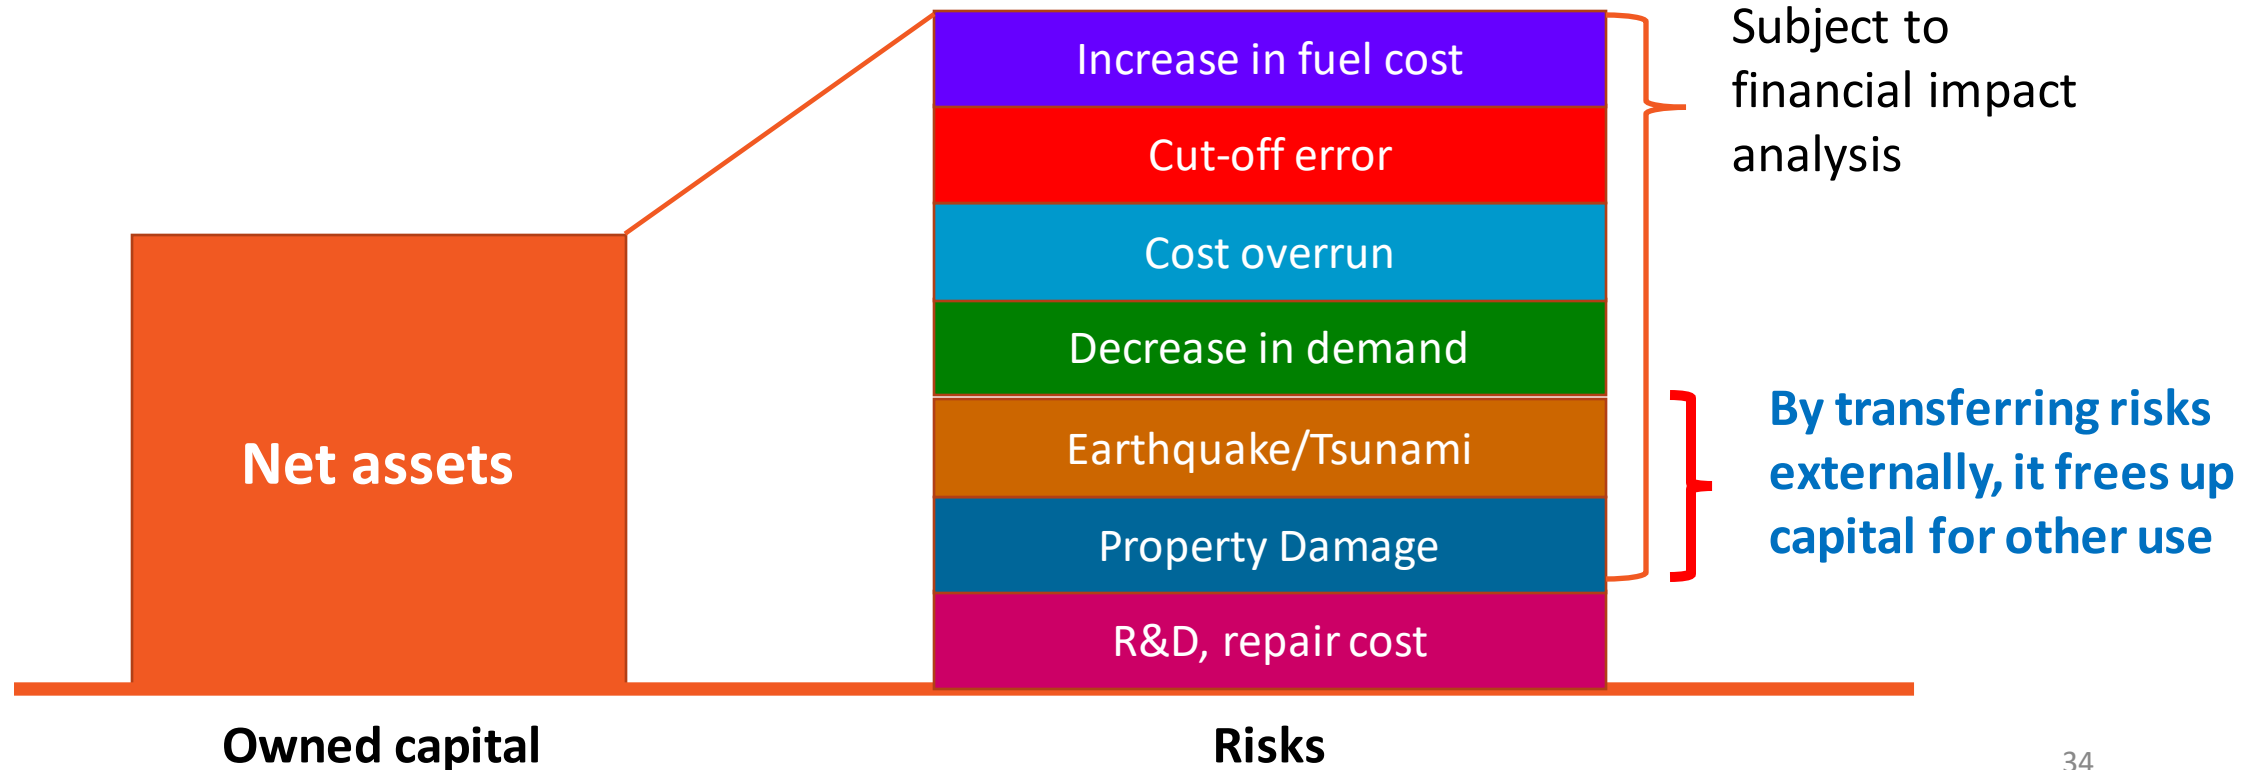 Increase in fuel cost
Cut-off error
Cost overrun
Decrease in demand
Earthquake/Tsunami
Property Damage
R&D, repair cost
Net assets
Subject to
financial impact
analysis
By transferring risks
externally, it frees up
capital for other use
Owned capital
Risks
34